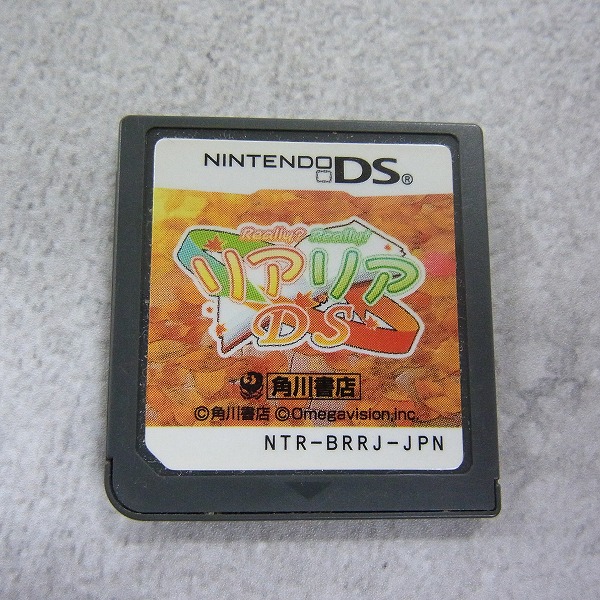 NINTENDO DS®
Really? Really!
リアリア
DS
角川書店
©角川書店 ©Omegavision,inc.
NTR-BRRJ-JPN